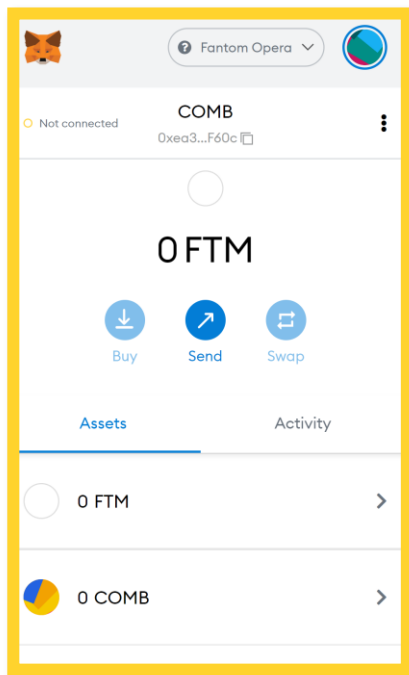 ? Fantom Opera
Not connected
COMB
0xea3...F60c
0 FTM
Buy Send Swap
Assets Activity
0 FTM
0 COMB